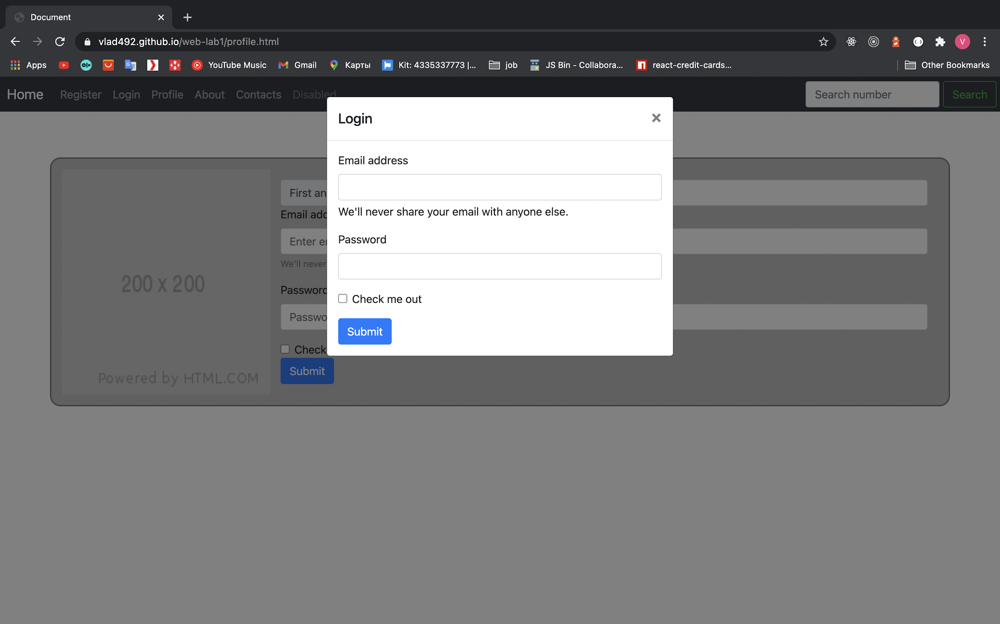 Document
vlad492.github.io/web-lab1/profile.html
V
Apps
YouTube Music
Gmail
Карты
Kit: 4335337773 |...
job
JS Bin - Collabora...
react-credit-cards...
Other Bookmarks
Home Register Login Profile About Contacts Disabled
Search number
Search
Login
Email address
We'll never share your email with anyone else.
Password
Check me out
Submit
200 x 200
Powered by HTML.COM
First an
Email add
Enter e
We'll never
Password
Passwo
Check
Submit